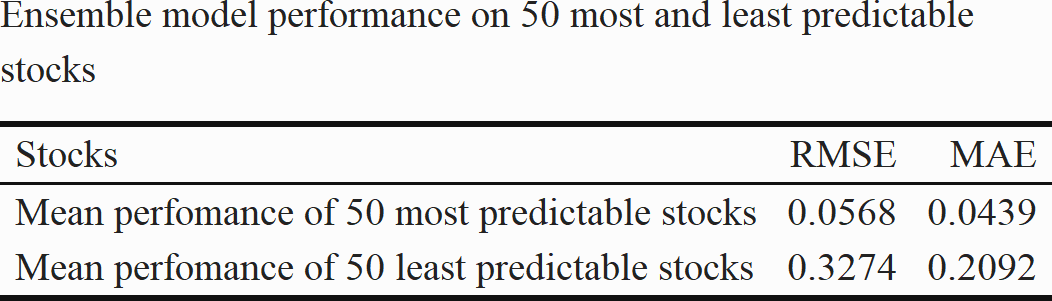 Ensemble model performance on 50 most and least predictable
stocks
Stocks RMSE MAE
Mean perfomance of 50 most predictable stocks 0.0568 0.0439
Mean perfomance of 50 least predictable stocks 0.3274 0.2092